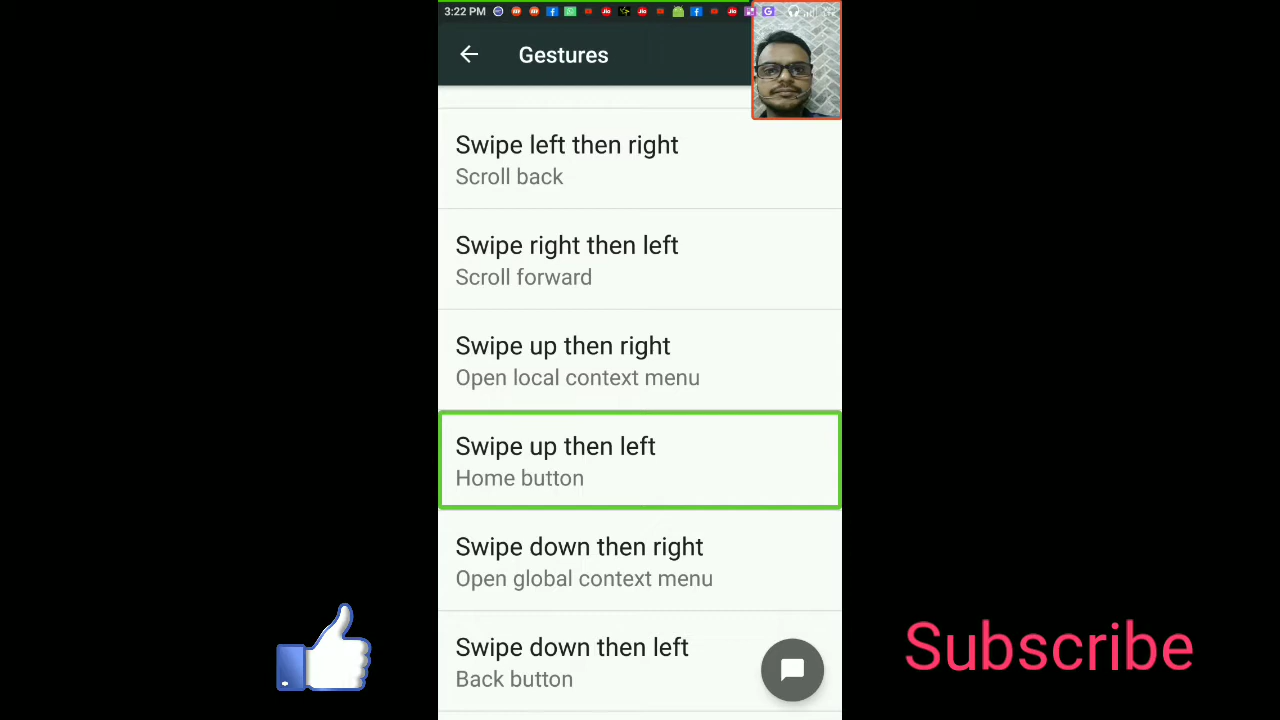 3:22 PM
Gestures
Swipe left then right
Scroll back
Swipe right then left
Scroll forward
Swipe up then right
Open local context menu
Swipe up then left
Home button
Swipe down then right
Open global context menu
Swipe down then left
Back button
Subscribe